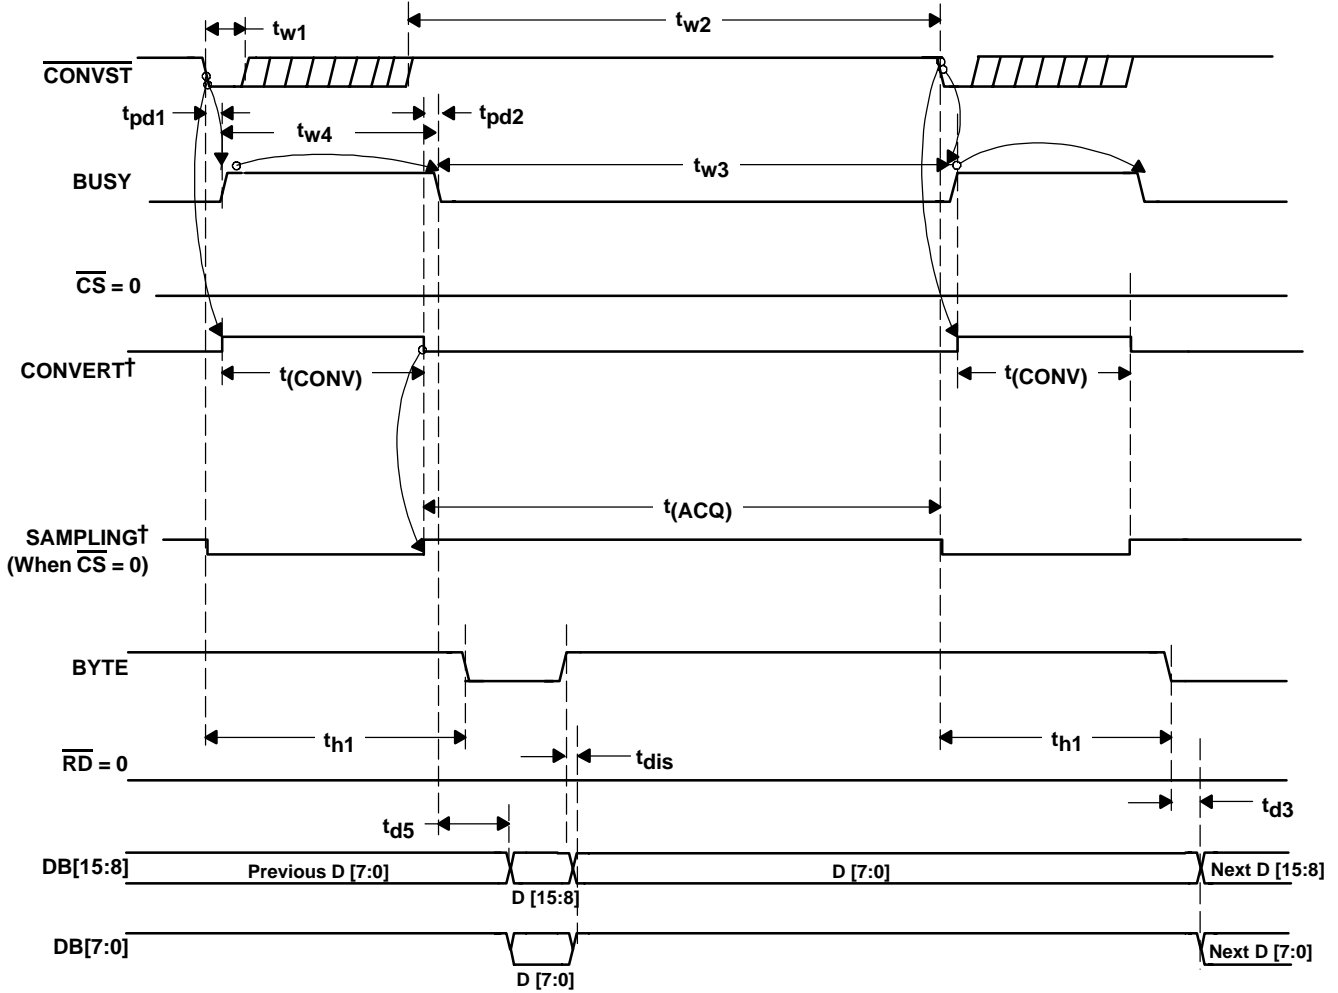 tw1
tw2
CONVST
tpd1
tw4
tpd2
BUSY
tw3
CS = 0
CONVERT†
t(CONV)
t(CONV)
SAMPLING†
(When CS = 0)
t(ACQ)
BYTE
th1
th1
tdis
RD = 0
td3
td5
DB[15:8]
Previous D [7:0]
D [15:8]
D [7:0]
Next D [15:8]
DB[7:0]
D [7:0]
Next D [7:0]